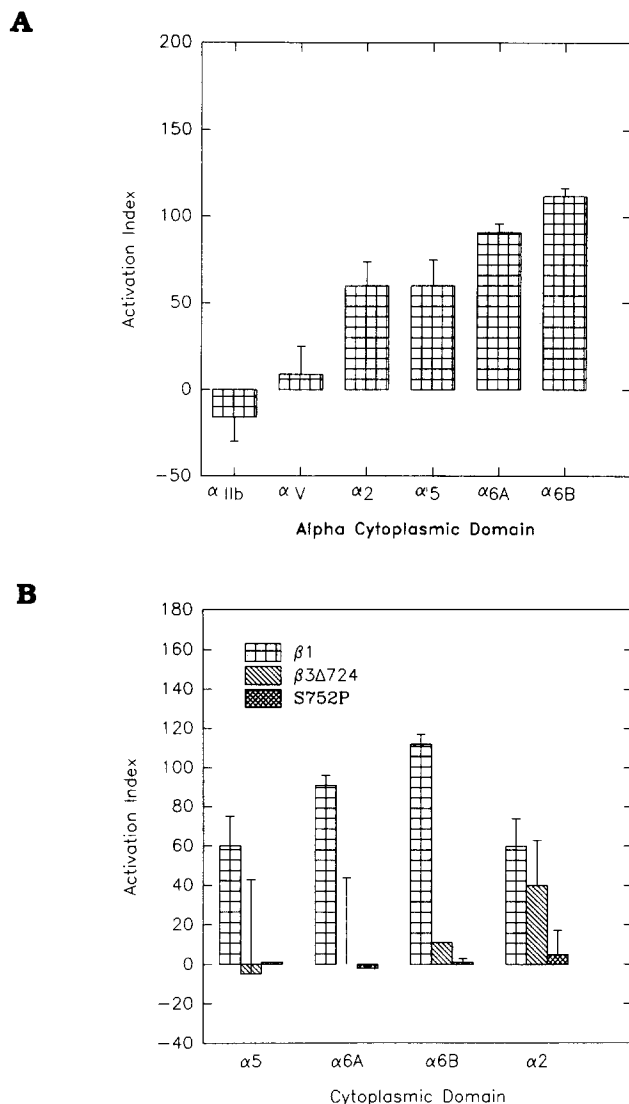 A
200
150
100
50
0
−50
Activation Index
α IIb α V α2 α5 α6A α6B
Alpha Cytoplasmic Domain
B
180
160
140
120
100
80
60
40
20
0
−20
−40
Activation Index
β1
β3Δ724
S752P
α5 α6A α6B α2
Cytoplasmic Domain